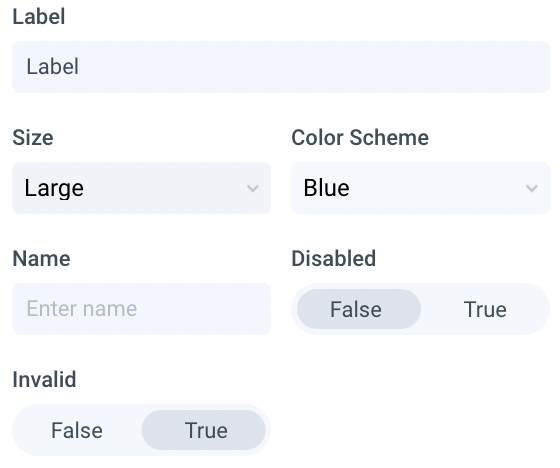 Label
Label
Size
Color Scheme
Large
Blue
Name
Disabled
Enter name
False True
Invalid
False True